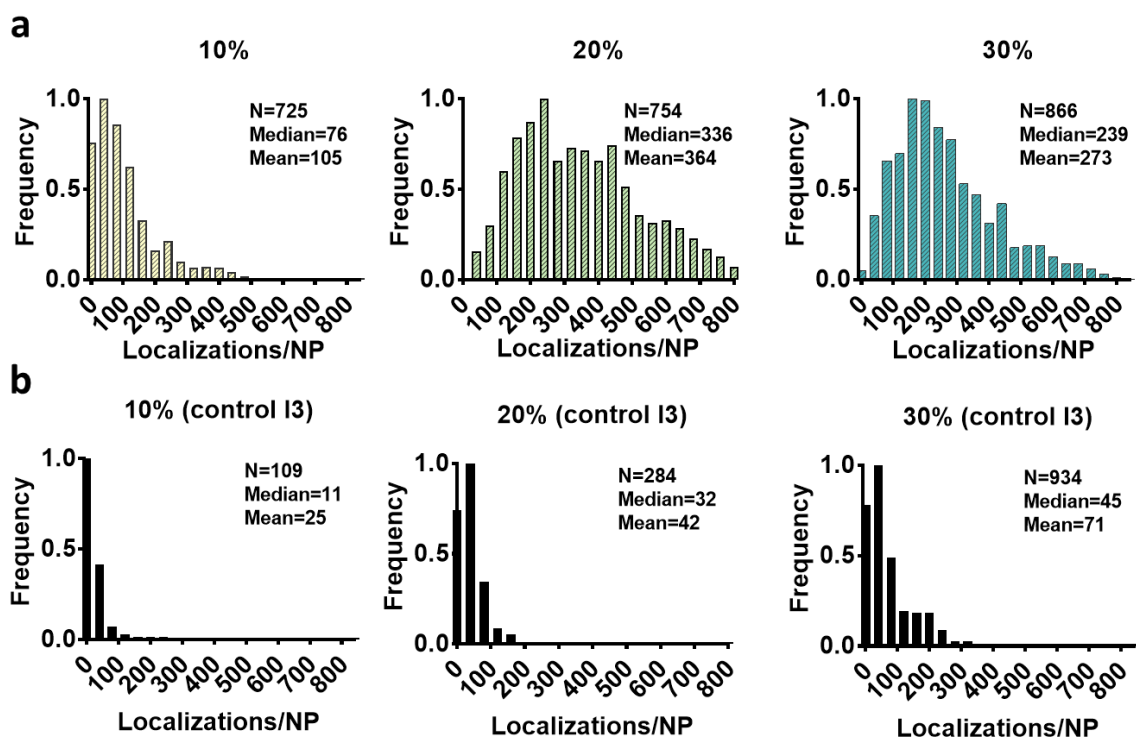 a
10%
1.0
0.5
0.0
Frequency
N=725
Median=76
Mean=105
0 100 200 300 400 500 600 700 800
Localizations/NP
20%
1.0
0.5
0.0
Frequency
N=754
Median=336
Mean=364
0 100 200 300 400 500 600 700 800
Localizations/NP
30%
1.0
0.5
0.0
Frequency
N=866
Median=239
Mean=273
0 100 200 300 400 500 600 700 800
Localizations/NP
b
10% (control I3)
1.0
0.5
0.0
Frequency
N=109
Median=11
Mean=25
0 100 200 300 400 500 600 700 800
Localizations/NP
20% (control I3)
1.0
0.5
0.0
Frequency
N=284
Median=32
Mean=42
0 100 200 300 400 500 600 700 800
Localizations/NP
30% (control I3)
1.0
0.5
0.0
Frequency
N=934
Median=45
Mean=71
0 100 200 300 400 500 600 700 800
Localizations/NP